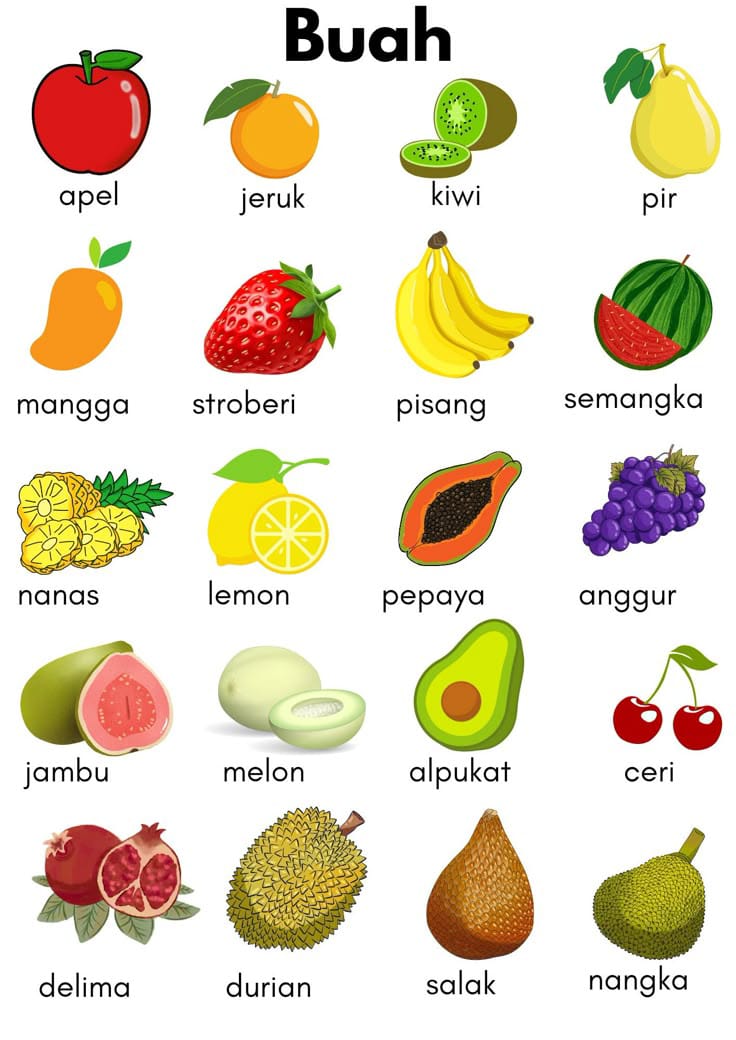 Buah
apel jeruk kiwi pir
mangga stroberi pisang semangka
nanas lemon pepaya anggur
jambu melon alpukat ceri
delima durian salak nangka